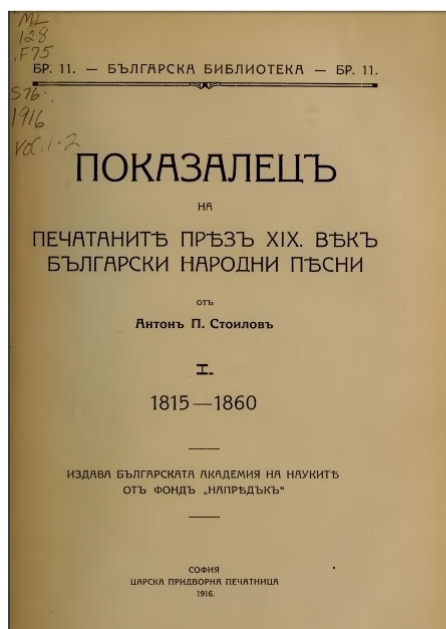 ML
128
.F75
S76
1916
VOL. 1-2
БР. 11. — БЪЛГАРСКА БИБЛИОТЕКА — БР. 11.
ПОКАЗАЛЕЦЪ
НА
ПЕЧАТАНИТѢ ПРѢЗЪ XIX. ВѢКЪ
БЪЛГАРСКИ НАРОДНИ ПѢСНИ
ОТЪ
Антонъ П. Стоиловъ
I.
1815—1860
ИЗДАВА БЪЛГАРСКАТА АКАДЕМИЯ НА НАУКИТѢ
ОТЪ ФОНДЪ „НАПРѢДЪКЪ“
СОФИЯ
ЦАРСКА ПРИДВОРНА ПЕЧАТНИЦА
1916.